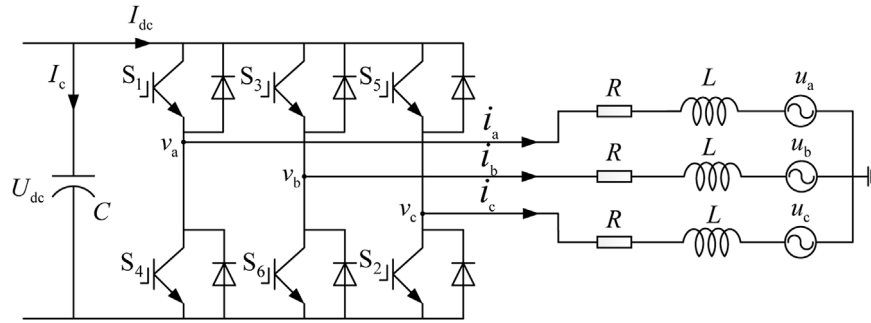 I_dc
I_c
S_1 S_3 S_5
R L u_a
v_a i_a
R L u_b
v_b i_b
U_dc C
v_c i_c
R L u_c
S_4 S_6 S_2